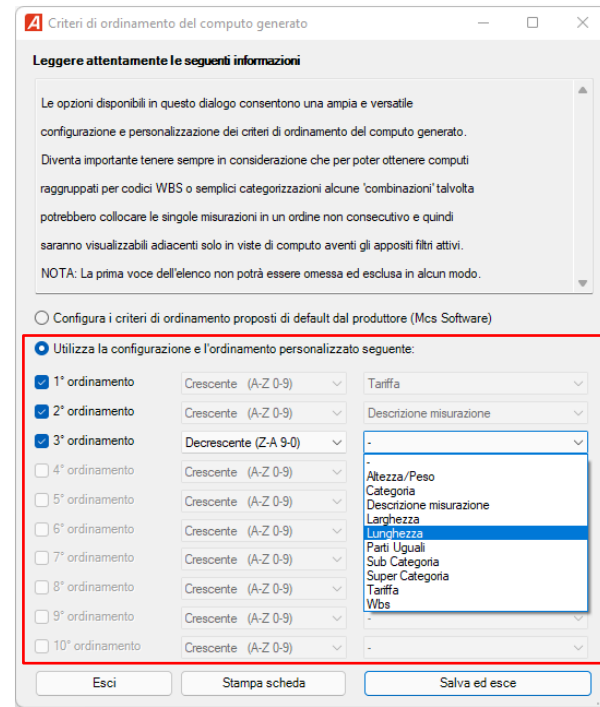 Criteri di ordinamento del computo generato
Leggere attentamente le seguenti informazioni
Le opzioni disponibili in questo dialogo consentono una ampia e versatile
configurazione e personalizzazione dei criteri di ordinamento del computo generato.
Diventa importante tenere sempre in considerazione che per poter ottenere computi
raggruppati per codici WBS o semplici categorizzazioni alcune 'combinazioni' talvolta
potrebbero collocare le singole misurazioni in un ordine non consecutivo e quindi
saranno visualizzabili adiacenti solo in viste di computo aventi gli appositi filtri attivi.
NOTA: La prima voce dell'elenco non potrà essere omessa ed esclusa in alcun modo.
Configura i criteri di ordinamento proposti di default dal produttore (Mcs Software)
Utilizza la configurazione e l'ordinamento personalizzato seguente:
1° ordinamento Crescente (A-Z 0-9) Tariffa
2° ordinamento Crescente (A-Z 0-9) Descrizione misurazione
3° ordinamento Decrescente (Z-A 9-0) -
4° ordinamento Crescente (A-Z 0-9)
5° ordinamento Crescente (A-Z 0-9)
6° ordinamento Crescente (A-Z 0-9)
7° ordinamento Crescente (A-Z 0-9)
8° ordinamento Crescente (A-Z 0-9)
9° ordinamento Crescente (A-Z 0-9) -
10° ordinamento Crescente (A-Z 0-9) -
-
Altezza/Peso
Categoria
Descrizione misurazione
Larghezza
Lunghezza
Parti Uguali
Sub Categoria
Super Categoria
Tariffa
Wbs
Esci Stampa scheda Salva ed esce